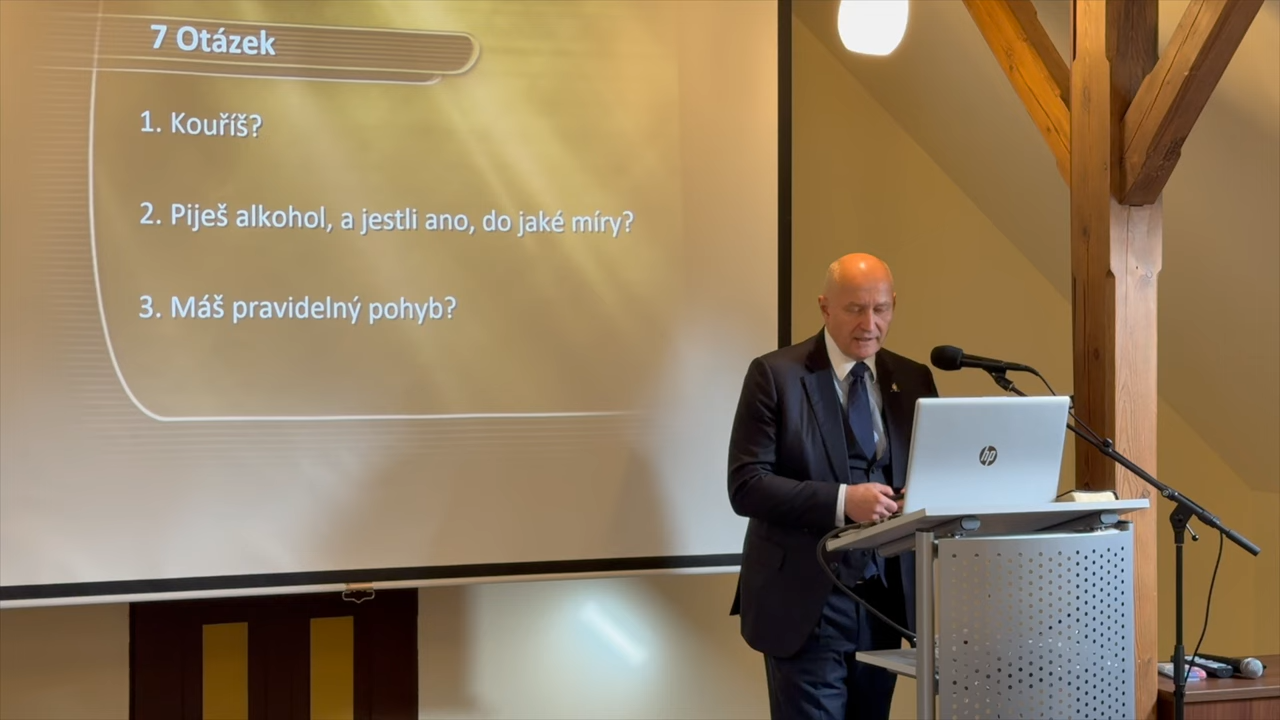 7 Otázek
1. Kouříš?
2. Piješ alkohol, a jestli ano, do jaké míry?
3. Máš pravidelný pohyb?
hp